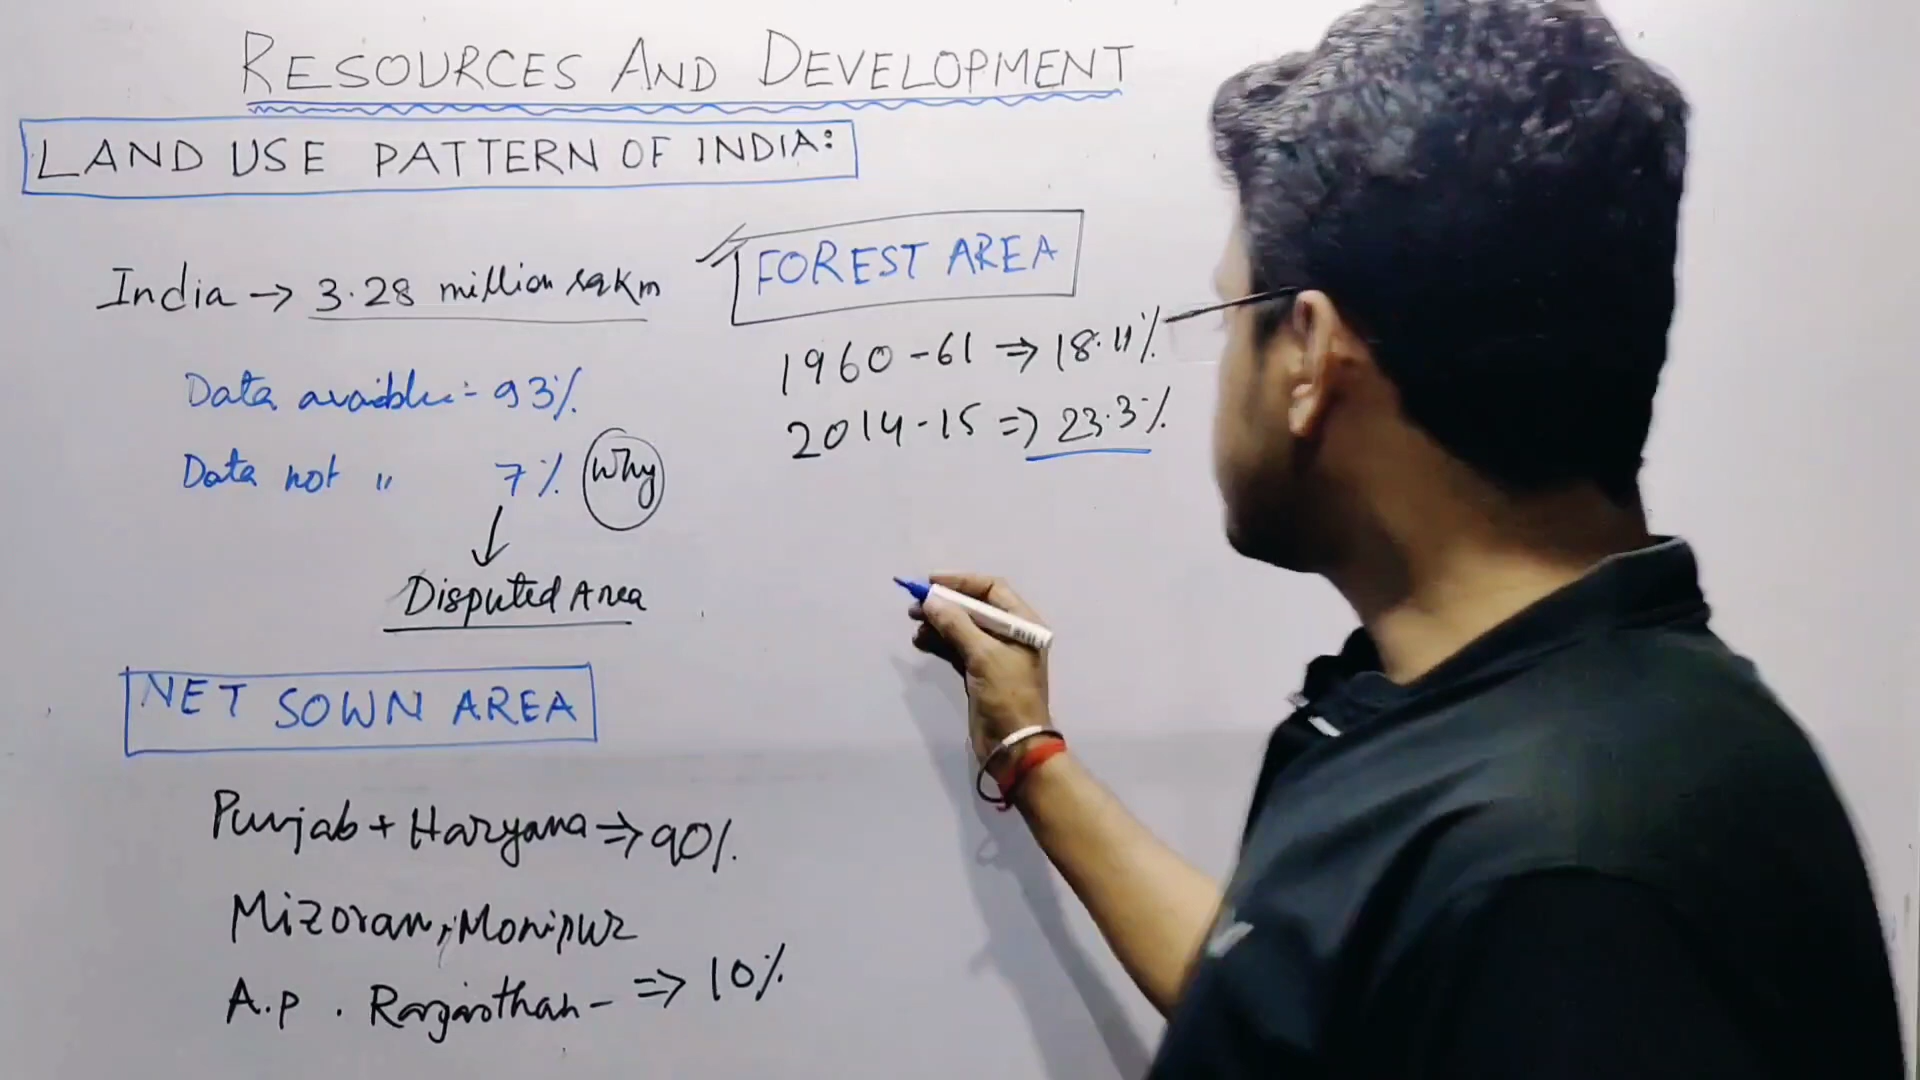 RESOURCES AND DEVELOPMENT
LAND USE PATTERN OF INDIA:
India → 3.28 million sqkm
Data avaible:- 93%
Data not " 7% Why
Disputed Area
NET SOWN AREA
Punjab + Haryana ⇒ 90%.
Mizoram, Monipur
A.p . Rajasthan - ⇒ 10%
FOREST AREA
1960-61 ⇒ 18.11%
2014-15 ⇒ 23.3%